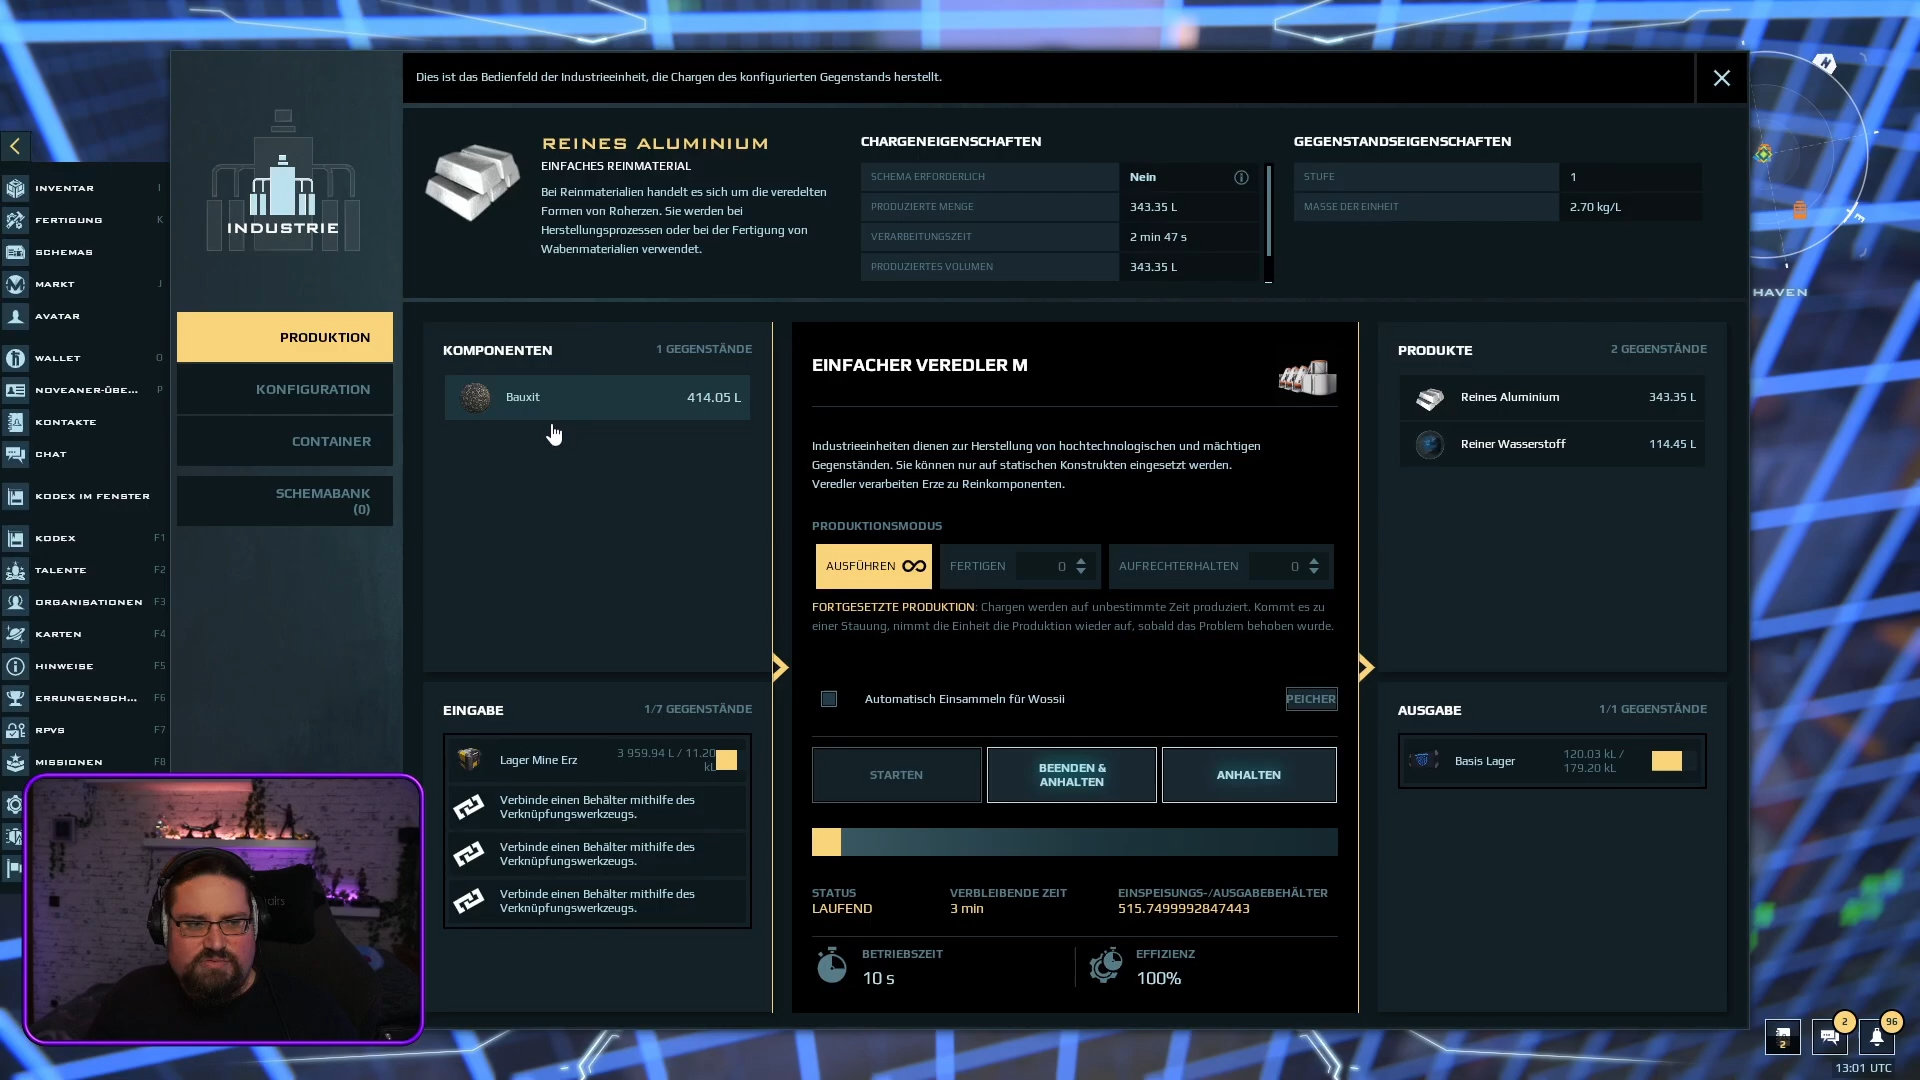 Dies ist das Bedienfeld der Industrieeinheit, die Chargen des konfigurierten Gegenstands herstellt.
INVENTAR I
FERTIGUNG K
SCHEMAS
MARKT J
AVATAR
WALLET O
NOVEANER-ÜBE... P
KONTAKTE
CHAT
KODEX IM FENSTER
KODEX F1
TALENTE F2
ORGANISATIONEN F3
KARTEN F4
HINWEISE F5
ERRUNGENSCH... F6
RPVS F7
MISSIONEN F8
INDUSTRIE
PRODUKTION
KONFIGURATION
CONTAINER
SCHEMABANK
(0)
REINES ALUMINIUM
EINFACHES REINMATERIAL
Bei Reinmaterialien handelt es sich um die veredelten
Formen von Roherzen. Sie werden bei
Herstellungsprozessen oder bei der Fertigung von
Wabenmaterialien verwendet.
CHARGENEIGENSCHAFTEN
SCHEMA ERFORDERLICH Nein
PRODUZIERTE MENGE 343.35 L
VERARBEITUNGSZEIT 2 min 47 s
PRODUZIERTES VOLUMEN 343.35 L
GEGENSTANDSEIGENSCHAFTEN
STUFE 1
MASSE DER EINHEIT 2.70 kg/L
KOMPONENTEN 1 GEGENSTÄNDE
Bauxit 414.05 L
EINGABE 1/7 GEGENSTÄNDE
Lager Mine Erz 3 959.94 L / 11.20
kL
Verbinde einen Behälter mithilfe des
Verknüpfungswerkzeugs.
Verbinde einen Behälter mithilfe des
Verknüpfungswerkzeugs.
Verbinde einen Behälter mithilfe des
Verknüpfungswerkzeugs.
EINFACHER VEREDLER M
Industrieeinheiten dienen zur Herstellung von hochtechnologischen und mächtigen
Gegenständen. Sie können nur auf statischen Konstrukten eingesetzt werden.
Veredler verarbeiten Erze zu Reinkomponenten.
PRODUKTIONSMODUS
AUSFÜHREN ∞ FERTIGEN 0 AUFRECHTERHALTEN 0
FORTGESETZTE PRODUKTION: Chargen werden auf unbestimmte Zeit produziert. Kommt es zu
einer Stauung, nimmt die Einheit die Produktion wieder auf, sobald das Problem behoben wurde.
Automatisch Einsammeln für Wossii PEICHER
STARTEN
BEENDEN &
ANHALTEN
ANHALTEN
STATUS VERBLEIBENDE ZEIT EINSPEISUNGS-/AUSGABEBEHÄLTER
LAUFEND 3 min 515.7499992847443
BETRIEBSZEIT EFFIZIENZ
10 s 100%
PRODUKTE 2 GEGENSTÄNDE
Reines Aluminium 343.35 L
Reiner Wasserstoff 114.45 L
AUSGABE 1/1 GEGENSTÄNDE
Basis Lager 120.03 kL /
179.20 kL
N
E
HAVEN
2
2
96
13:01 UTC